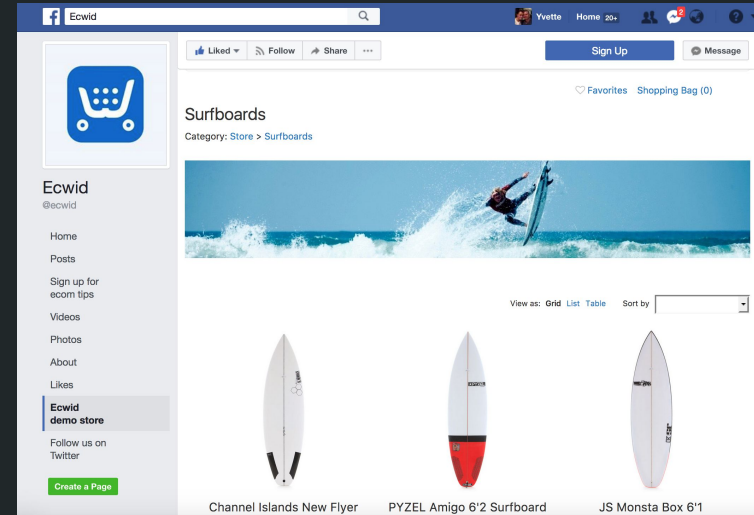 Ecwid
Yvette
Home 20+
2
?
Liked
Follow
Share
...
Sign Up
Message
Favorites
Shopping Bag (0)
Surfboards
Category: Store > Surfboards
Ecwid
@ecwid
Home
Posts
Sign up for
ecom tips
Videos
Photos
About
Likes
Ecwid
demo store
Follow us on
Twitter
Create a Page
View as: Grid List Table
Sort by
Channel Islands New Flyer
PYZEL Amigo 6'2 Surfboard
JS Monsta Box 6'1